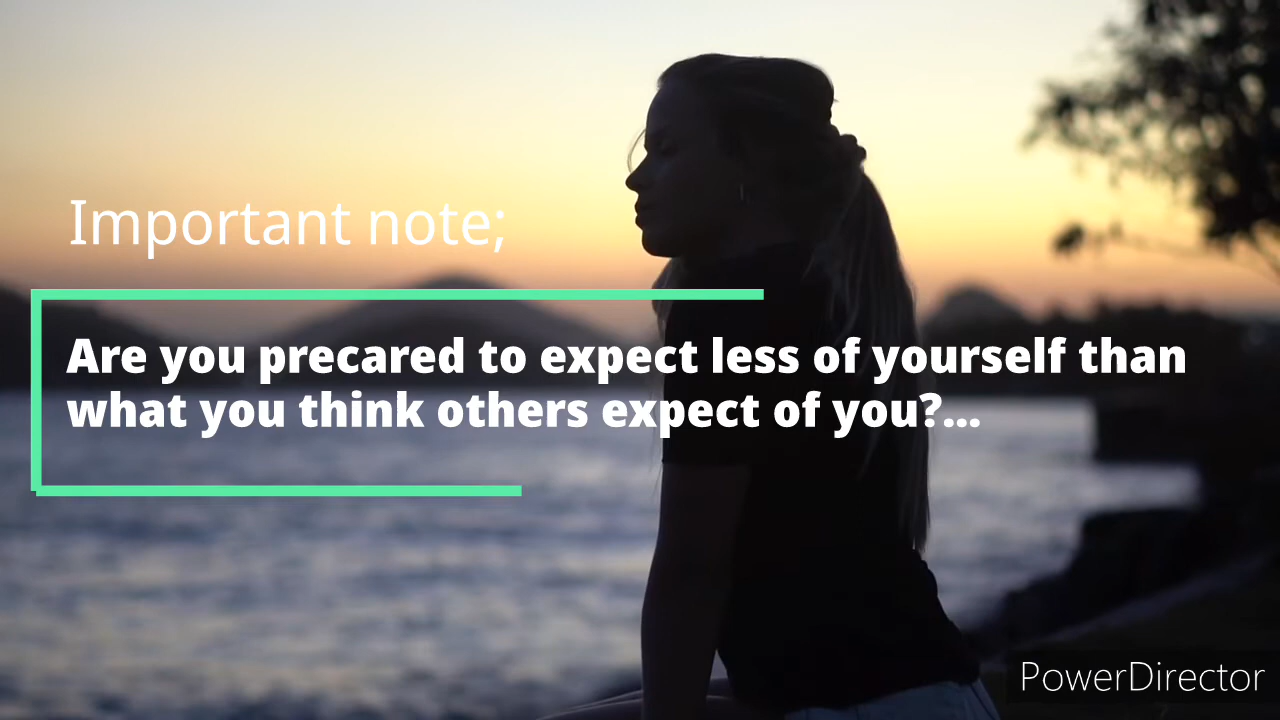 Important note;
Are you precared to expect less of yourself than
what you think others expect of you?...
PowerDirector